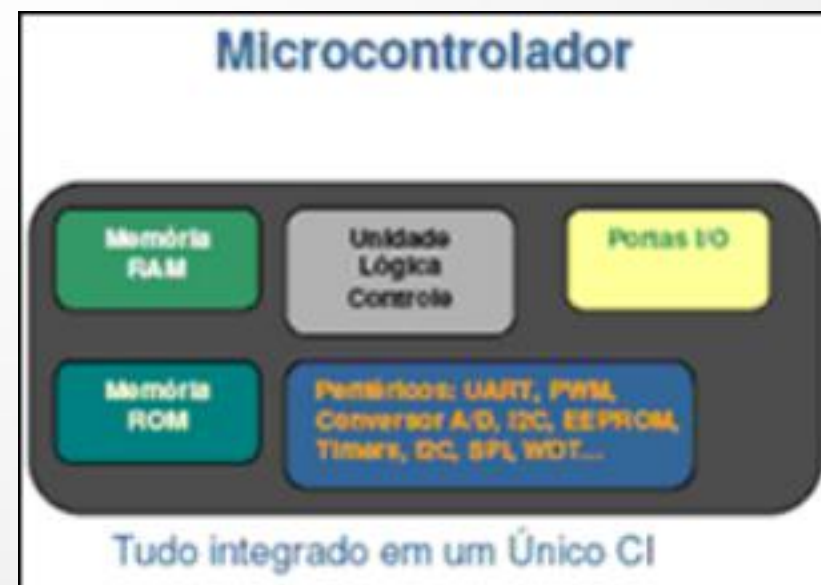 Microcontrolador
Memória
RAM
Unidade
Lógica
Controle
Portas I/O
Memória
ROM
Periféricos: UART, PWM,
Conversor A/D, I2C, EEPROM,
Timers, I2C, SPI, WDT...
Tudo integrado em um Único CI